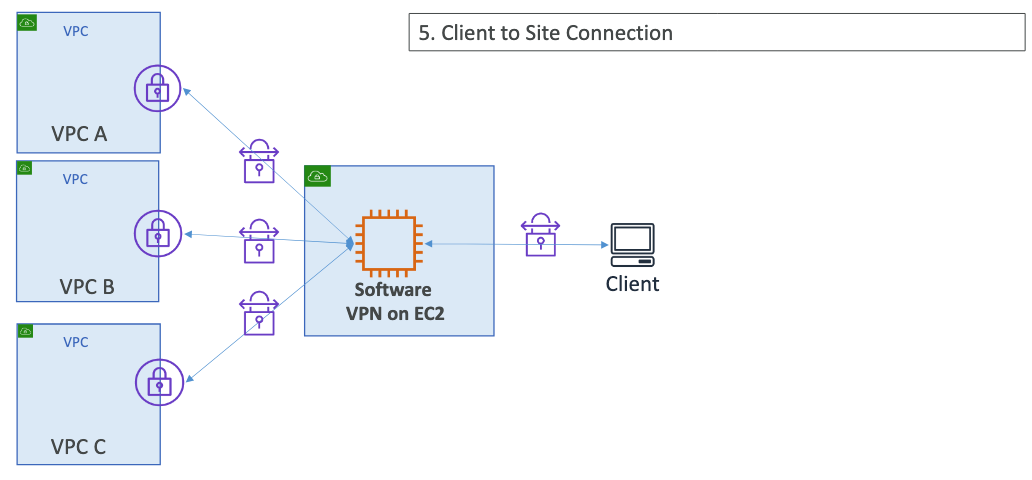 5. Client to Site Connection
VPC
VPC A
VPC
VPC B
VPC
VPC C
Software
VPN on EC2
Client